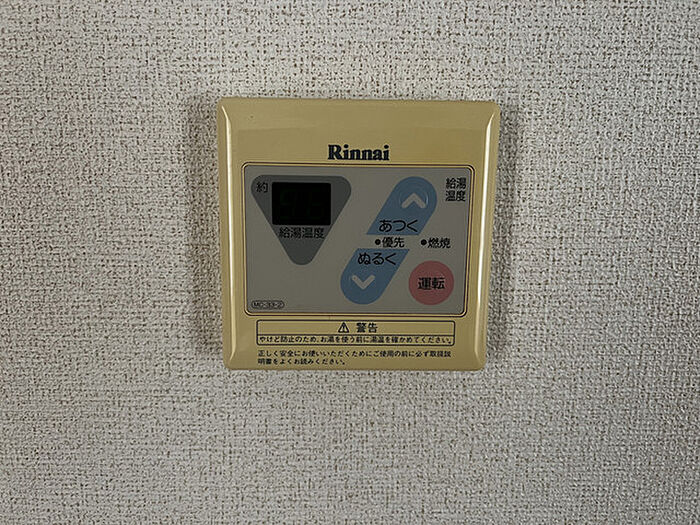 Rinnai
約
給湯温度
給湯
温度
あつく
優先
燃焼
ぬるく
運転
MC-33-2
警告
やけど防止のため、お湯を使う前に湯温を確かめてください。
正しく安全にお使いいただくためにご使用の前に必ず取扱説
明書をよくお読みください。